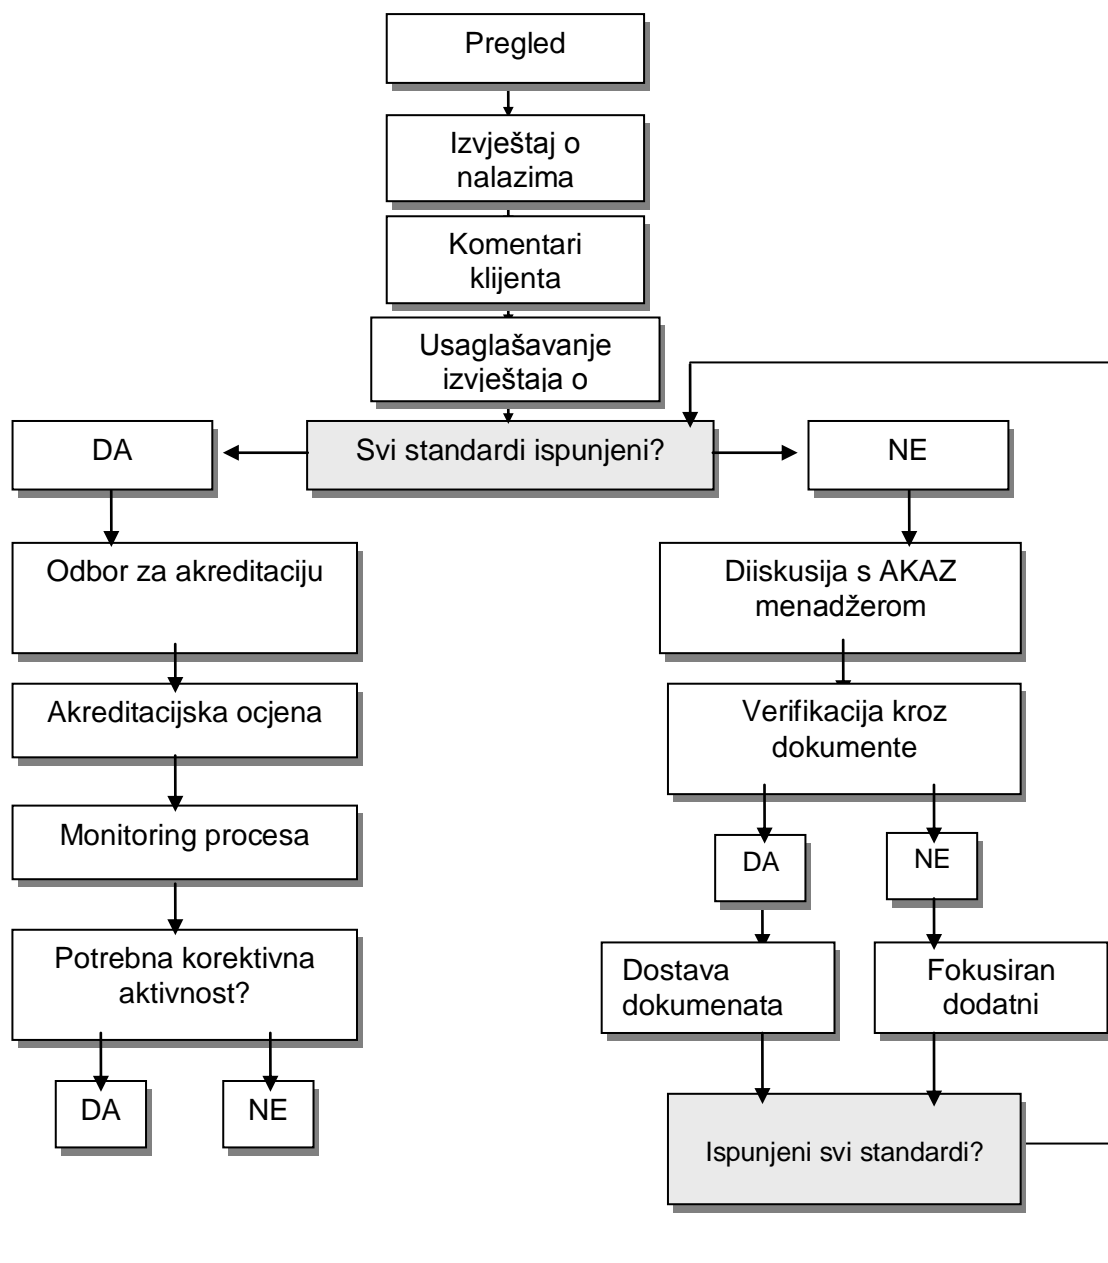 Pregled
Izvještaj o
nalazima
Komentari
klijenta
Usaglašavanje
izvještaja o
DA
Svi standardi ispunjeni?
NE
Odbor za akreditaciju
Diiskusija s AKAZ
menadžerom
Akreditacijska ocjena
Verifikacija kroz
dokumente
Monitoring procesa
DA
NE
Potrebna korektivna
aktivnost?
Dostava
dokumenata
Fokusiran
dodatni
DA
NE
Ispunjeni svi standardi?